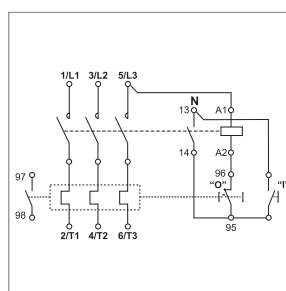 1/L1 3/L2 5/L3
N
13 A1
14 A2
97 96
"O" "I"
98 95
2/T1 4/T2 6/T3